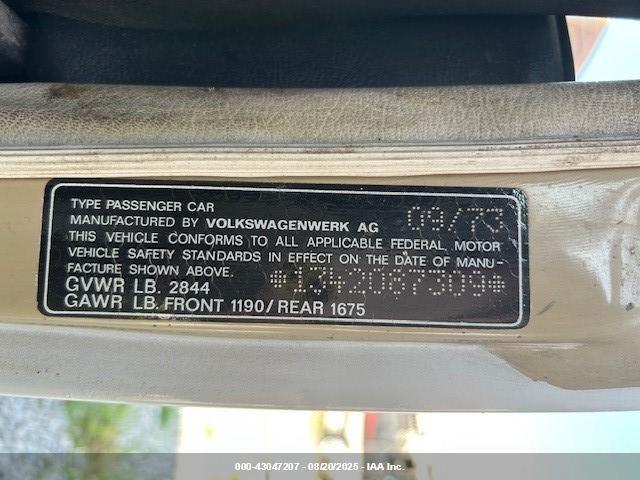 TYPE PASSENGER CAR
MANUFACTURED BY VOLKSWAGENWERK AG 09/73
THIS VEHICLE CONFORMS TO ALL APPLICABLE FEDERAL MOTOR
VEHICLE SAFETY STANDARDS IN EFFECT ON THE DATE OF MANU-
FACTURE SHOWN ABOVE. *1342067309*
GVWR LB. 2844
GAWR LB. FRONT 1190/REAR 1675
000-43047207 - 08/20/2025 - IAA Inc.